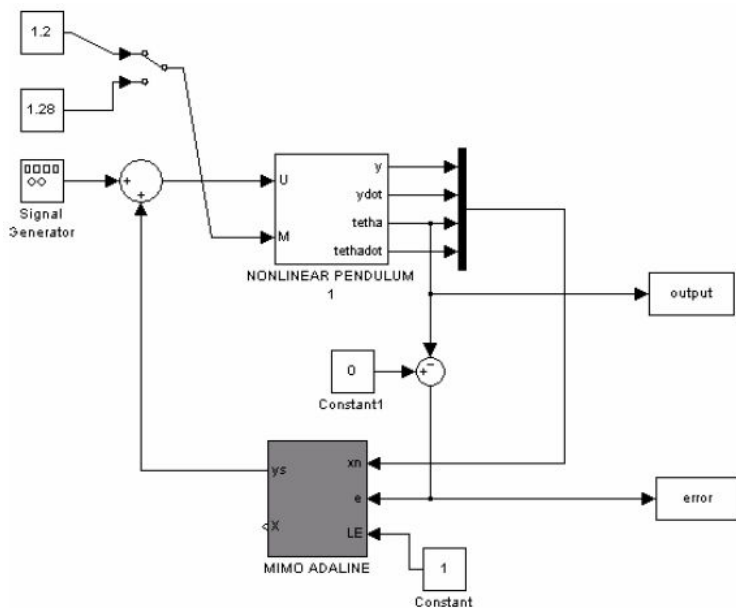 1.2
1.28
Signal
Generator
+
+
U
M
y
ydot
tetha
tethadot
NONLINEAR PENDULUM
1
output
0
Constant1
+
−
ys
X
xn
e
LE
MIMO ADALINE
error
1
Constant